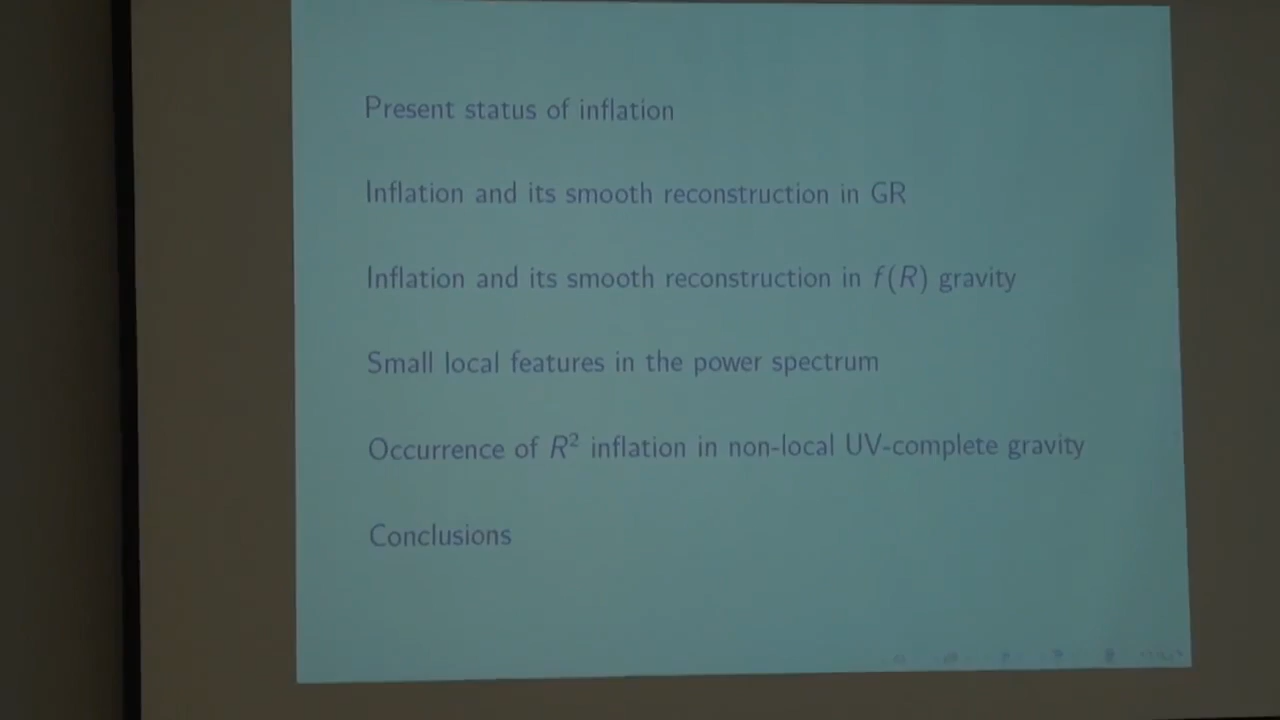 Present status of inflation
Inflation and its smooth reconstruction in GR
Inflation and its smooth reconstruction in f(R) gravity
Small local features in the power spectrum
Occurrence of R² inflation in non-local UV-complete gravity
Conclusions